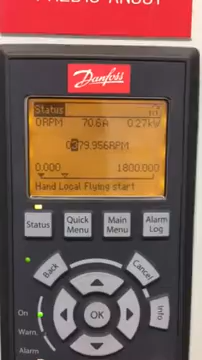 Danfoss
Status
0RPM 70.6A 0.27kW
0379.956RPM
0.000 1800.000
Hand Local Flying start
Status
Quick Menu
Main Menu
Alarm Log
Back
Cancel
Info
OK
On
Warn.
Alarm